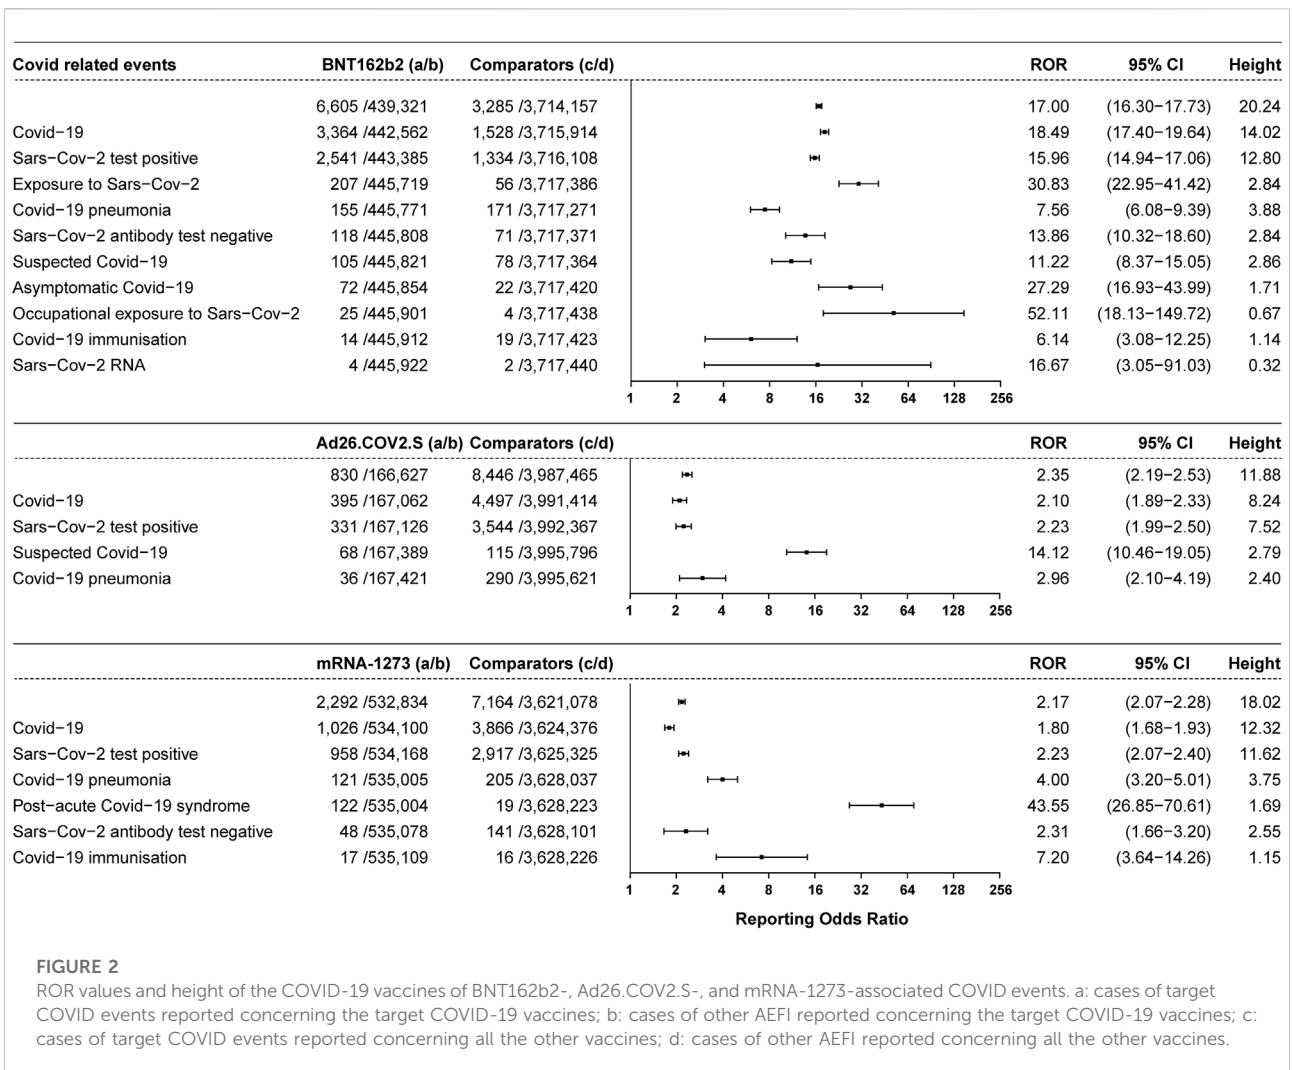 Covid related events BNT162b2 (a/b) Comparators (c/d) ROR 95% CI Height
6,605 /439,321 3,285 /3,714,157 17.00 (16.30−17.73) 20.24
Covid−19 3,364 /442,562 1,528 /3,715,914 18.49 (17.40−19.64) 14.02
Sars−Cov−2 test positive 2,541 /443,385 1,334 /3,716,108 15.96 (14.94−17.06) 12.80
Exposure to Sars−Cov−2 207 /445,719 56 /3,717,386 30.83 (22.95−41.42) 2.84
Covid−19 pneumonia 155 /445,771 171 /3,717,271 7.56 (6.08−9.39) 3.88
Sars−Cov−2 antibody test negative 118 /445,808 71 /3,717,371 13.86 (10.32−18.60) 2.84
Suspected Covid−19 105 /445,821 78 /3,717,364 11.22 (8.37−15.05) 2.86
Asymptomatic Covid−19 72 /445,854 22 /3,717,420 27.29 (16.93−43.99) 1.71
Occupational exposure to Sars−Cov−2 25 /445,901 4 /3,717,438 52.11 (18.13−149.72) 0.67
Covid−19 immunisation 14 /445,912 19 /3,717,423 6.14 (3.08−12.25) 1.14
Sars−Cov−2 RNA 4 /445,922 2 /3,717,440 16.67 (3.05−91.03) 0.32
1 2 4 8 16 32 64 128 256
Ad26.COV2.S (a/b) Comparators (c/d) ROR 95% CI Height
830 /166,627 8,446 /3,987,465 2.35 (2.19−2.53) 11.88
Covid−19 395 /167,062 4,497 /3,991,414 2.10 (1.89−2.33) 8.24
Sars−Cov−2 test positive 331 /167,126 3,544 /3,992,367 2.23 (1.99−2.50) 7.52
Suspected Covid−19 68 /167,389 115 /3,995,796 14.12 (10.46−19.05) 2.79
Covid−19 pneumonia 36 /167,421 290 /3,995,621 2.96 (2.10−4.19) 2.40
1 2 4 8 16 32 64 128 256
mRNA-1273 (a/b) Comparators (c/d) ROR 95% CI Height
2,292 /532,834 7,164 /3,621,078 2.17 (2.07−2.28) 18.02
Covid−19 1,026 /534,100 3,866 /3,624,376 1.80 (1.68−1.93) 12.32
Sars−Cov−2 test positive 958 /534,168 2,917 /3,625,325 2.23 (2.07−2.40) 11.62
Covid−19 pneumonia 121 /535,005 205 /3,628,037 4.00 (3.20−5.01) 3.75
Post−acute Covid−19 syndrome 122 /535,004 19 /3,628,223 43.55 (26.85−70.61) 1.69
Sars−Cov−2 antibody test negative 48 /535,078 141 /3,628,101 2.31 (1.66−3.20) 2.55
Covid−19 immunisation 17 /535,109 16 /3,628,226 7.20 (3.64−14.26) 1.15
1 2 4 8 16 32 64 128 256
Reporting Odds Ratio
FIGURE 2
ROR values and height of the COVID-19 vaccines of BNT162b2-, Ad26.COV2.S-, and mRNA-1273-associated COVID events. a: cases of target
COVID events reported concerning the target COVID-19 vaccines; b: cases of other AEFI reported concerning the target COVID-19 vaccines; c:
cases of target COVID events reported concerning all the other vaccines; d: cases of other AEFI reported concerning all the other vaccines.